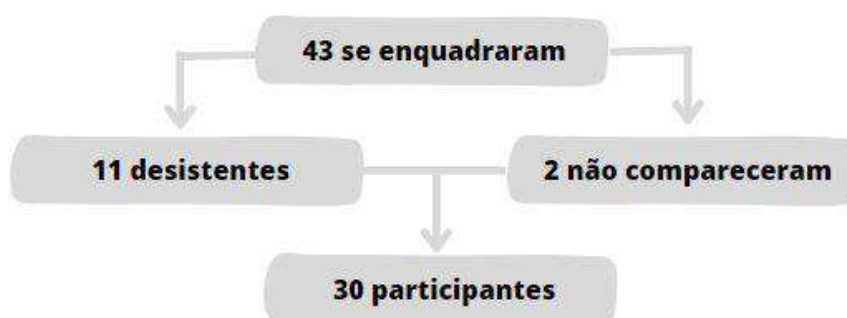 43 se enquadraram
11 desistentes
2 não compareceram
30 participantes